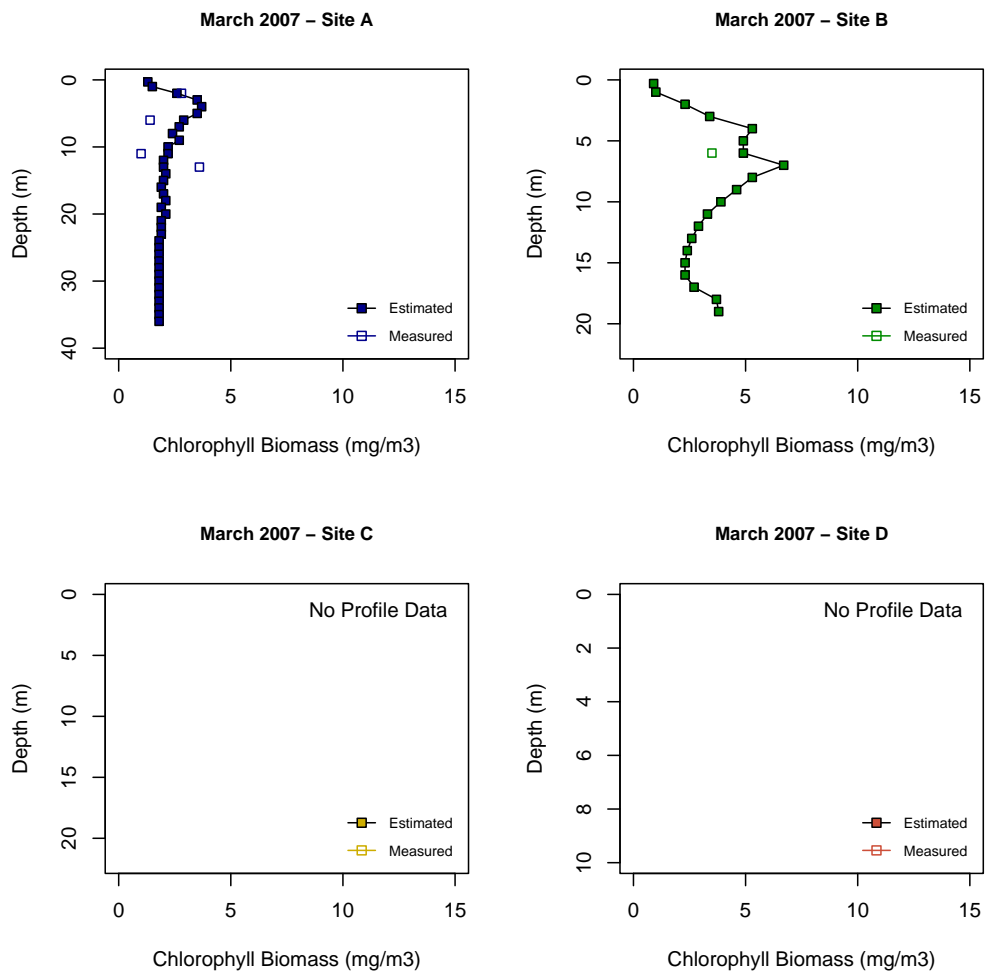 March 2007 – Site A
0
10
20
30
40
Depth (m)
Estimated
Measured
0 5 10 15
Chlorophyll Biomass (mg/m3)
March 2007 – Site B
0
5
10
15
20
Depth (m)
Estimated
Measured
0 5 10 15
Chlorophyll Biomass (mg/m3)
March 2007 – Site C
No Profile Data
0
5
10
15
20
Depth (m)
Estimated
Measured
0 5 10 15
Chlorophyll Biomass (mg/m3)
March 2007 – Site D
No Profile Data
0
2
4
6
8
10
Depth (m)
Estimated
Measured
0 5 10 15
Chlorophyll Biomass (mg/m3)